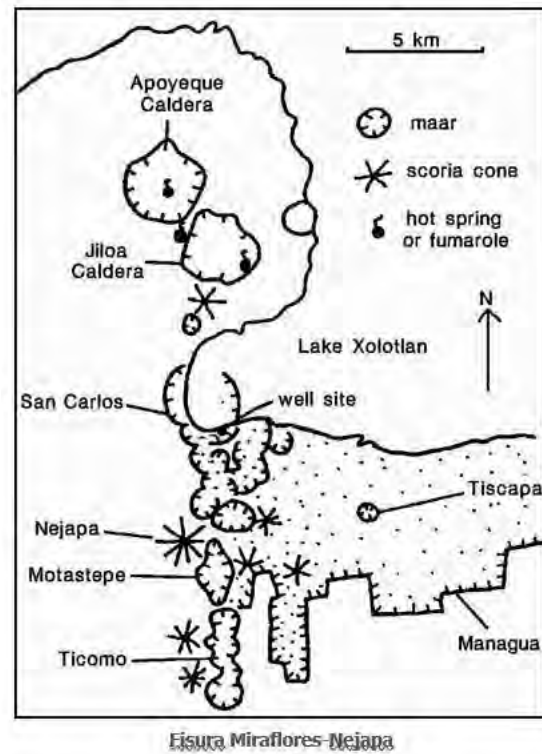 5 km
Apoyeque
Caldera
maar
scoria cone
hot spring
or fumarole
Jiloa
Caldera
N
Lake Xolotlan
San Carlos
well site
Tiscapa
Nejapa
Motastepe
Managua
Ticomo
Fisura Miraflores-Nejapa